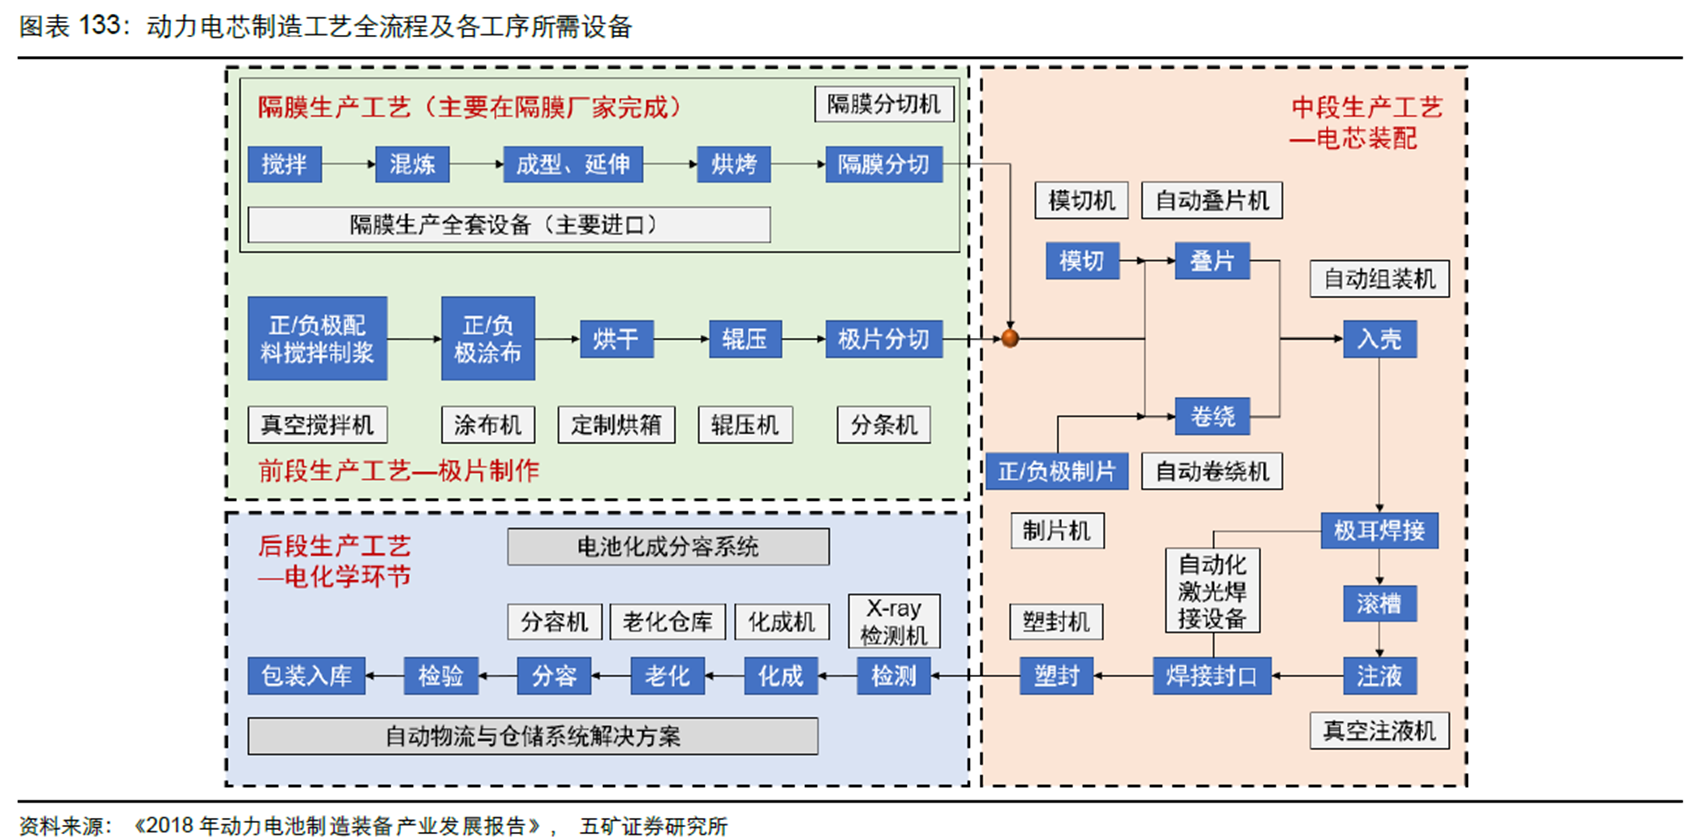 图表 133：动力电芯制造工艺全流程及各工序所需设备
隔膜生产工艺（主要在隔膜厂家完成）
隔膜分切机
搅拌
混炼
成型、延伸
烘烤
隔膜分切
隔膜生产全套设备（主要进口）
正/负极配
料搅拌制浆
正/负
极涂布
烘干
辊压
极片分切
真空搅拌机
涂布机
定制烘箱
辊压机
分条机
前段生产工艺—极片制作
中段生产工艺
—电芯装配
模切机
自动叠片机
模切
叠片
自动组装机
入壳
卷绕
正/负极制片
自动卷绕机
制片机
极耳焊接
自动化
激光焊
接设备
滚槽
塑封机
塑封
焊接封口
注液
真空注液机
后段生产工艺
—电化学环节
电池化成分容系统
分容机
老化仓库
化成机
X-ray
检测机
包装入库
检验
分容
老化
化成
检测
自动物流与仓储系统解决方案
资料来源：《2018 年动力电池制造装备产业发展报告》，五矿证券研究所